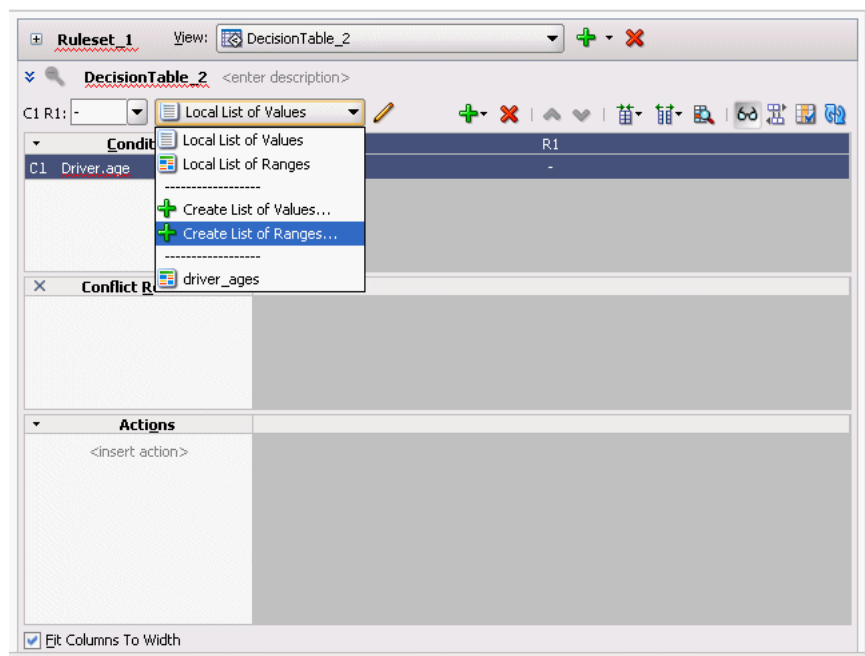 Ruleset_1 View: DecisionTable_2
DecisionTable_2 <enter description>
C1 R1: - Local List of Values
Condit R1
C1 Driver.age -
Local List of Values
Local List of Ranges
------------------
Create List of Values...
Create List of Ranges...
------------------
driver_ages
Conflict R
Actions
<insert action>
Fit Columns To Width